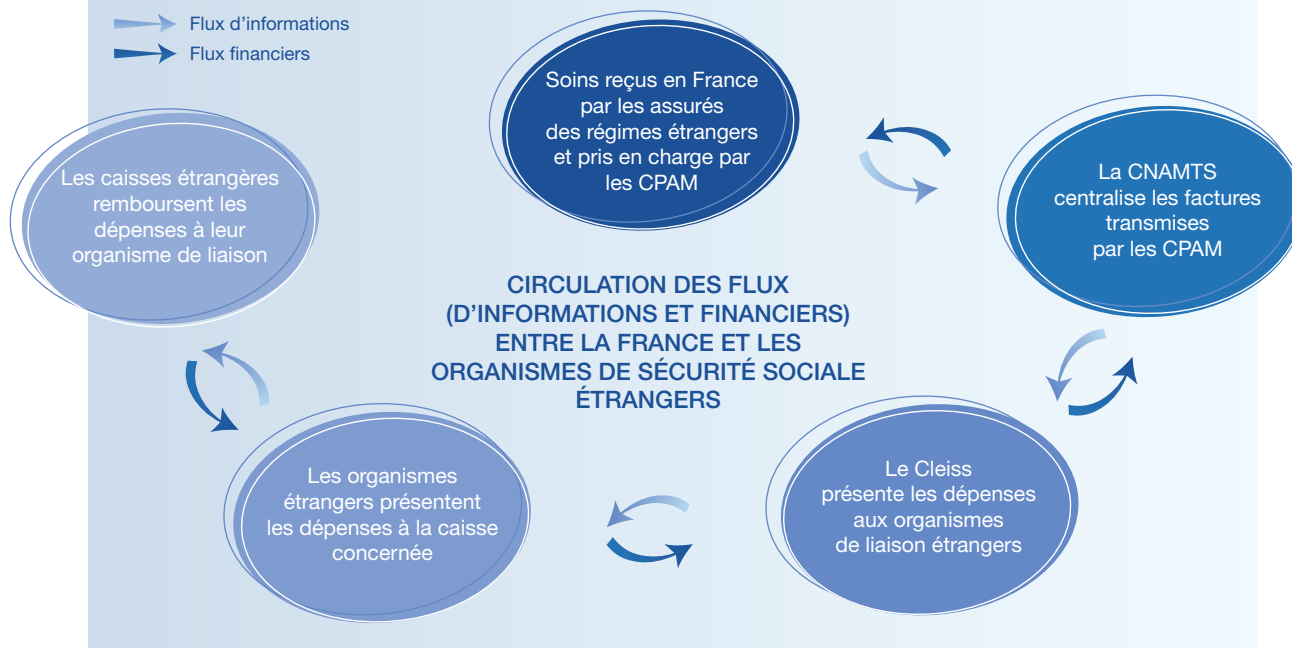 Flux d’informations
Flux financiers
Soins reçus en France
par les assurés
des régimes étrangers
et pris en charge par
les CPAM
La CNAMTS
centralise les factures
transmises
par les CPAM
Les caisses étrangères
remboursent les
dépenses à leur
organisme de liaison
CIRCULATION DES FLUX
(D’INFORMATIONS ET FINANCIERS)
ENTRE LA FRANCE ET LES
ORGANISMES DE SÉCURITÉ SOCIALE
ÉTRANGERS
Les organismes
étrangers présentent
les dépenses à la caisse
concernée
Le Cleiss
présente les dépenses
aux organismes
de liaison étrangers